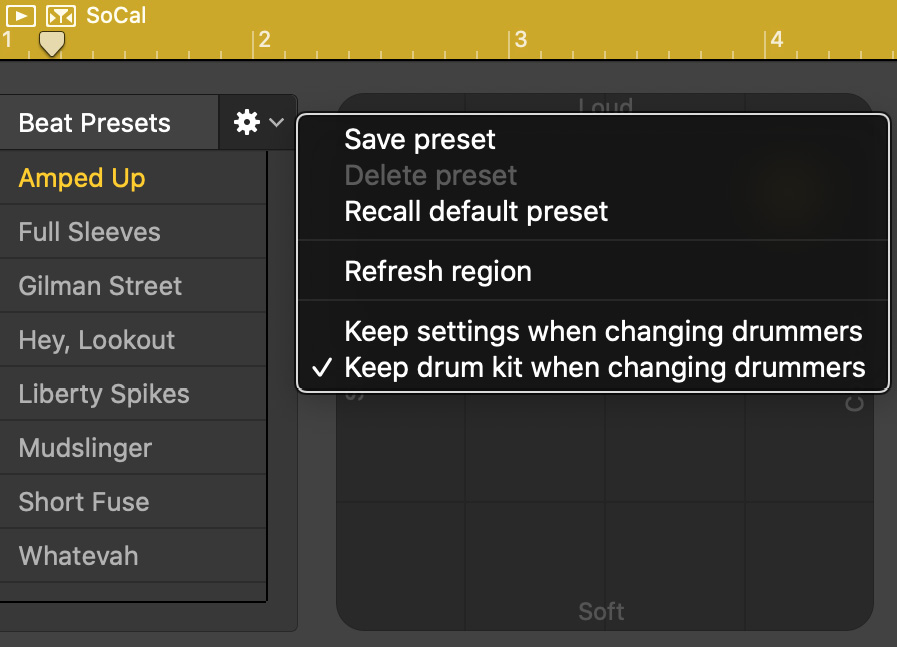 SoCal
1 2 3 4
Beat Presets
Amped Up
Full Sleeves
Gilman Street
Hey, Lookout
Liberty Spikes
Mudslinger
Short Fuse
Whatevah
Loud
Save preset
Delete preset
Recall default preset
Refresh region
Keep settings when changing drummers
✓ Keep drum kit when changing drummers
Soft